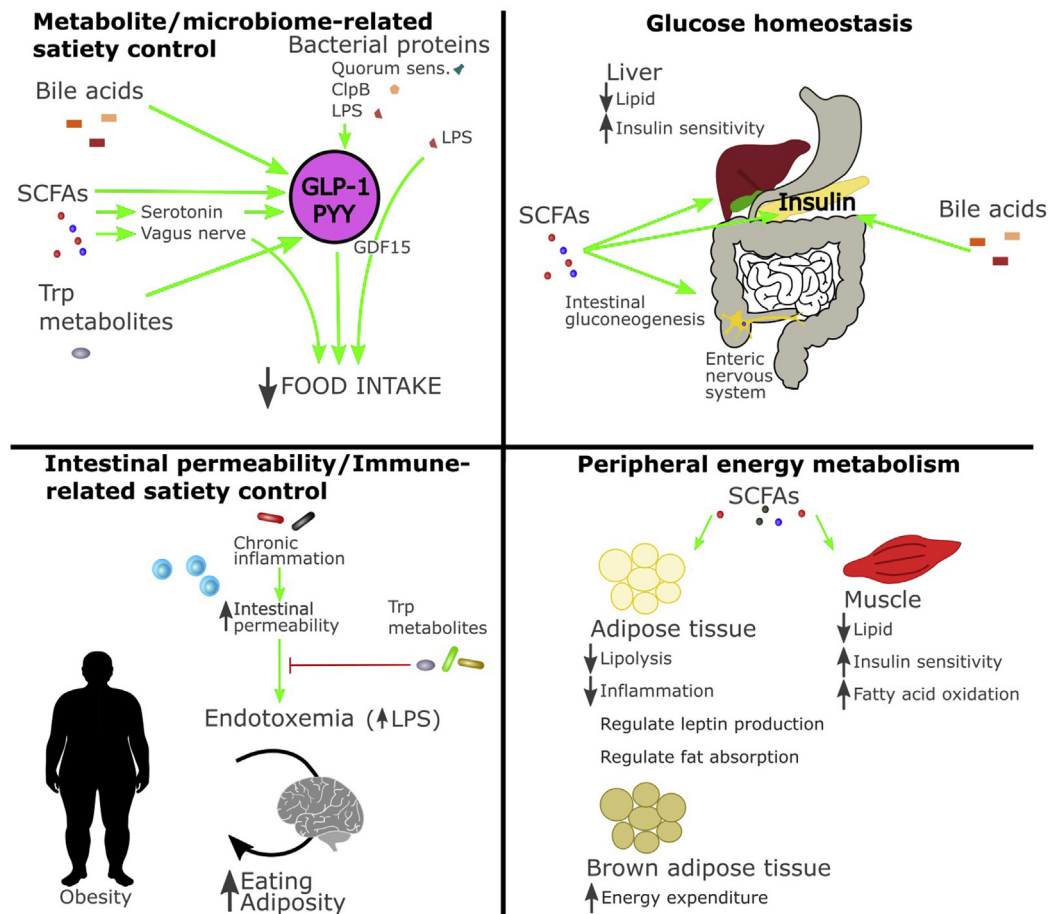 Metabolite/microbiome-related
satiety control
Bacterial proteins
Quorum sens.
ClpB
LPS
Bile acids
LPS
SCFAs
GLP-1
PYY
Serotonin
Vagus nerve
GDF15
Trp
metabolites
FOOD INTAKE
Glucose homeostasis
Liver
Lipid
Insulin sensitivity
SCFAs
Insulin
Bile acids
Intestinal
gluconeogenesis
Enteric
nervous
system
Intestinal permeability/Immune-
related satiety control
Chronic
inflammation
Intestinal
permeability
Trp
metabolites
Endotoxemia (LPS)
Eating
Adiposity
Obesity
Peripheral energy metabolism
SCFAs
Adipose tissue
Lipolysis
Inflammation
Regulate leptin production
Regulate fat absorption
Muscle
Lipid
Insulin sensitivity
Fatty acid oxidation
Brown adipose tissue
Energy expenditure